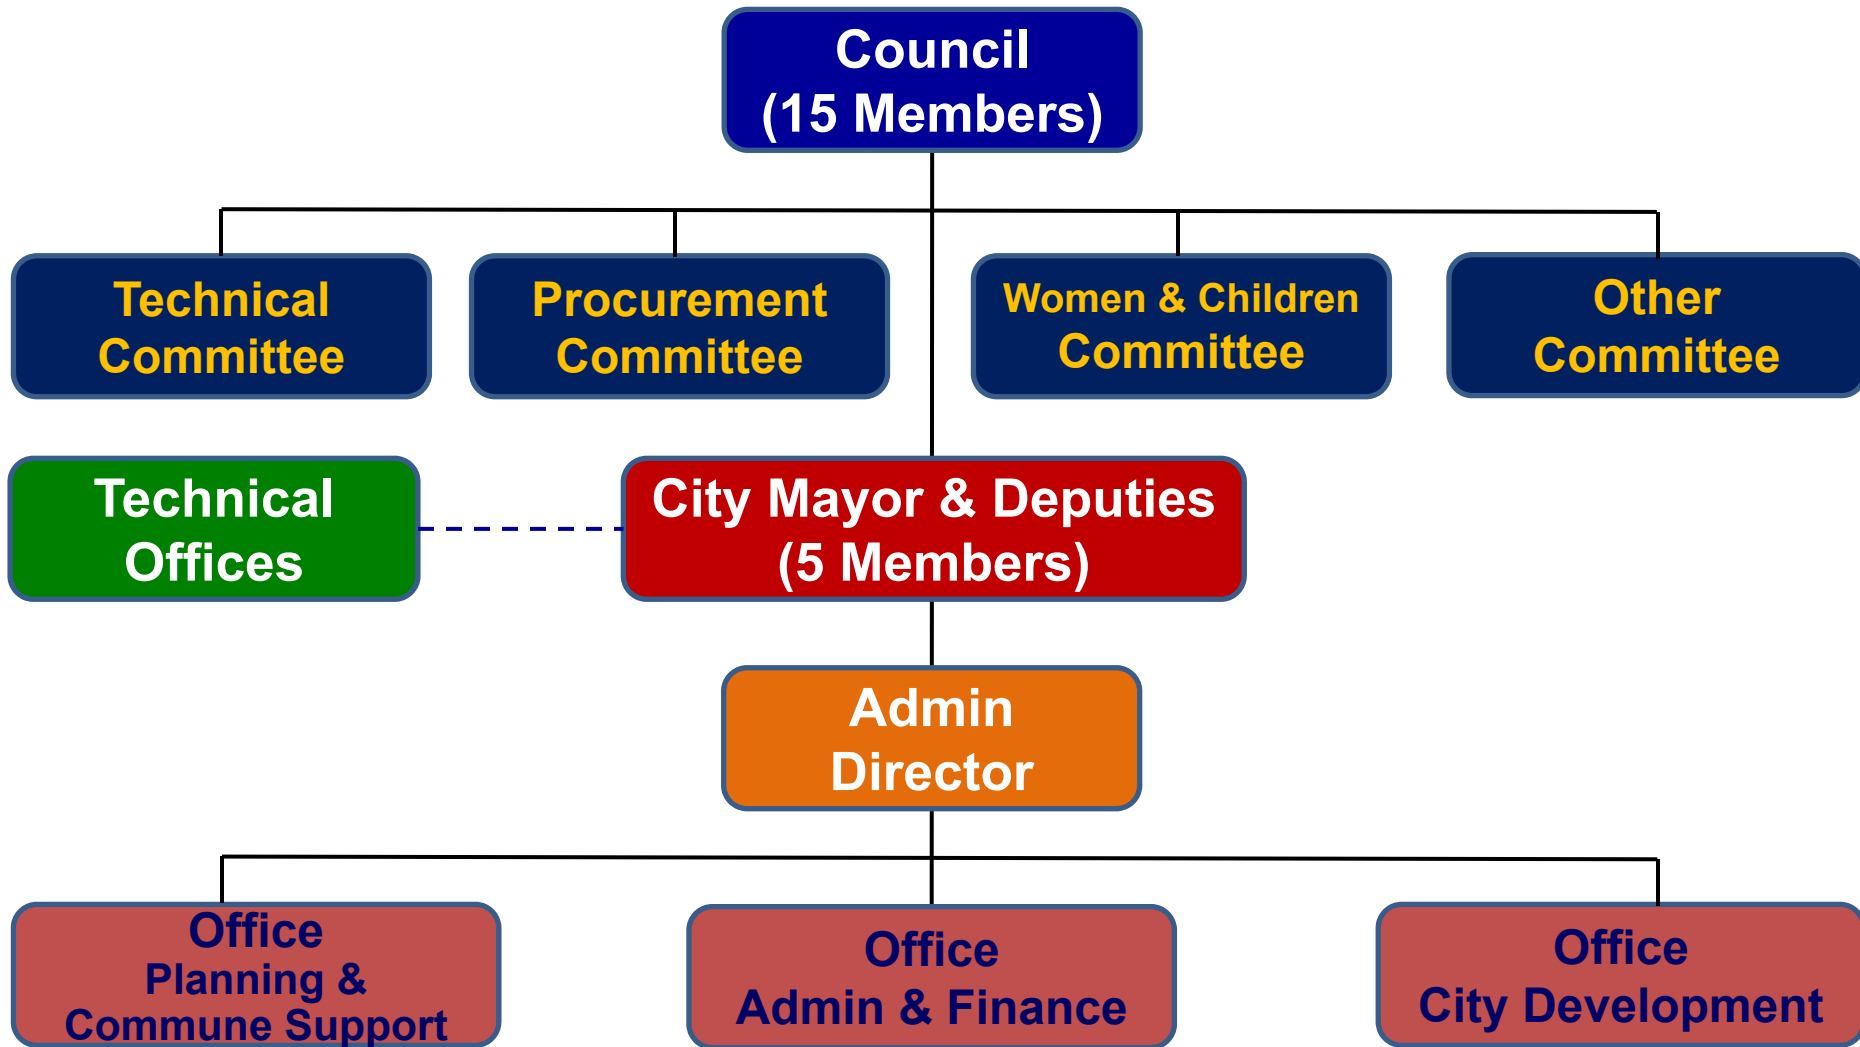 Council
(15 Members)
Technical
Committee
Procurement
Committee
Women & Children
Committee
Other
Committee
Technical
Offices
City Mayor & Deputies
(5 Members)
Admin
Director
Office
Planning &
Commune Support
Office
Admin & Finance
Office
City Development